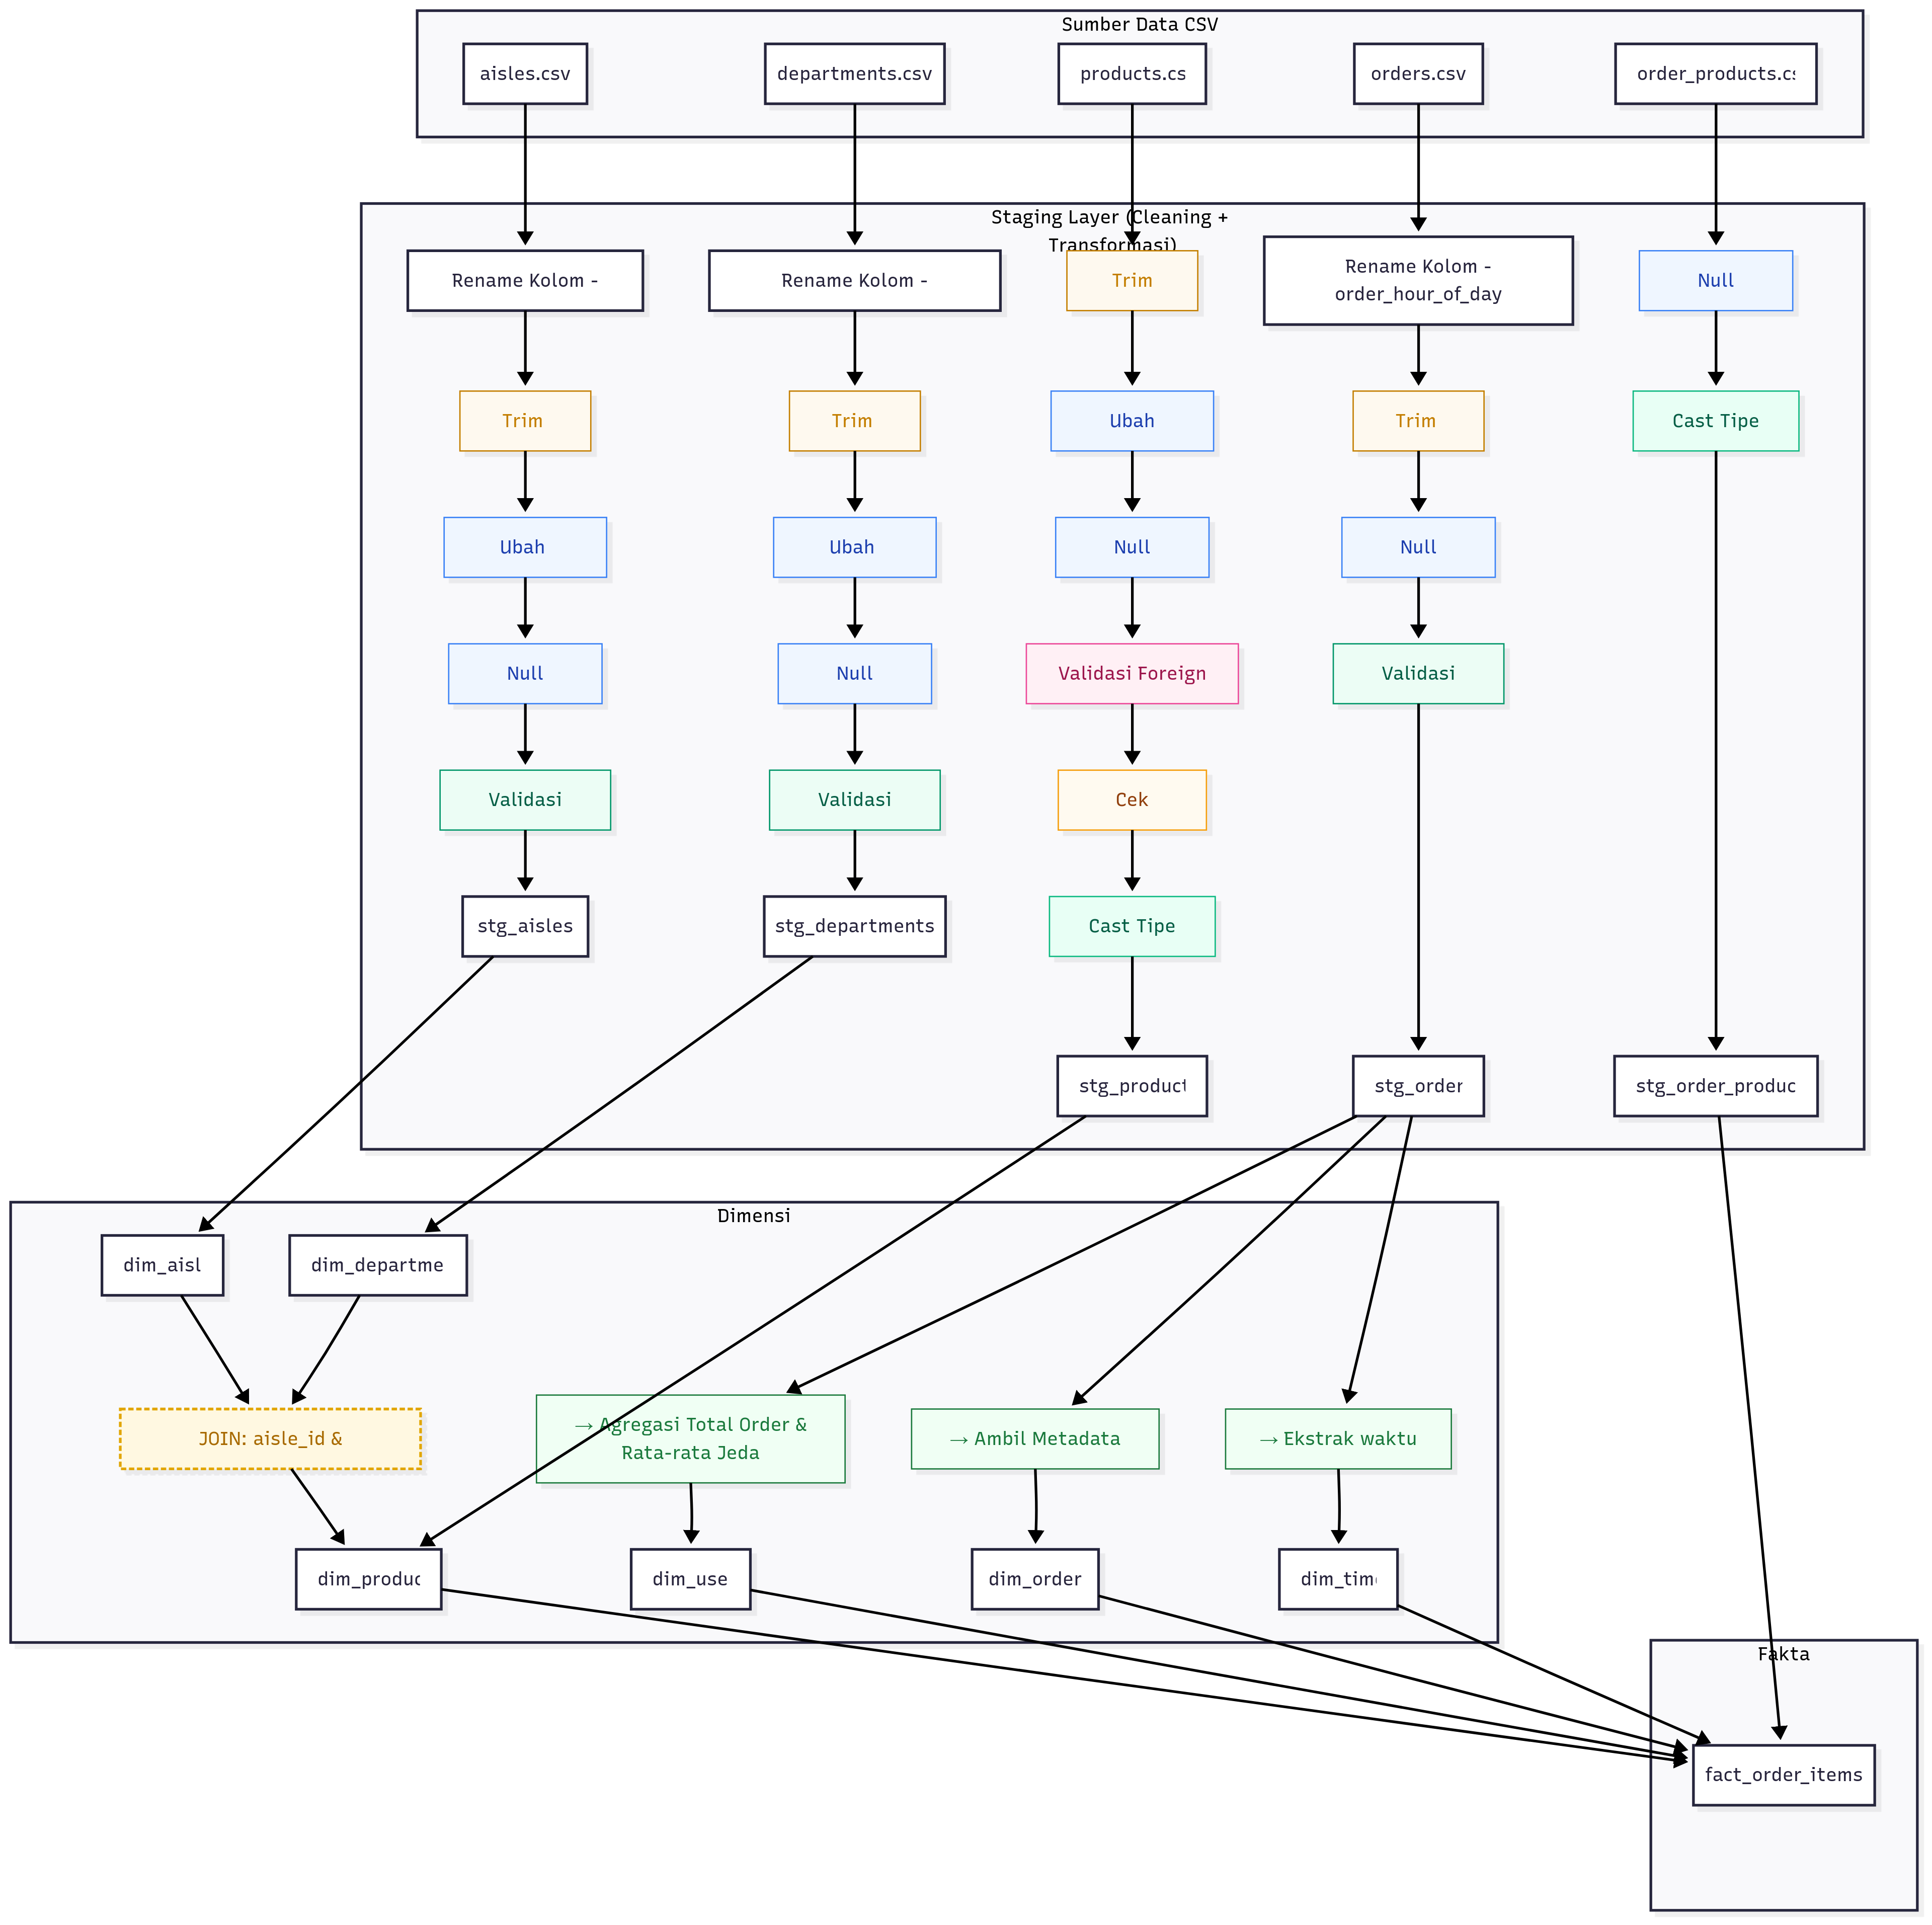 Sumber Data CSV
aisles.csv
departments.csv
products.cs
orders.csv
order_products.cs
Staging Layer (Cleaning +
Transformasi)
Rename Kolom -
Rename Kolom -
Trim
Rename Kolom -
order_hour_of_day
Null
Trim
Trim
Ubah
Trim
Cast Tipe
Ubah
Ubah
Null
Null
Null
Null
Validasi Foreign
Validasi
Validasi
Validasi
Cek
stg_aisles
stg_departments
Cast Tipe
stg_product
stg_order
stg_order_produc
Dimensi
dim_aisl
dim_departme
JOIN: aisle_id &
→ Agregasi Total Order &
Rata-rata Jeda
→ Ambil Metadata
→ Ekstrak waktu
dim_produc
dim_use
dim_order
dim_tim
Fakta
fact_order_items